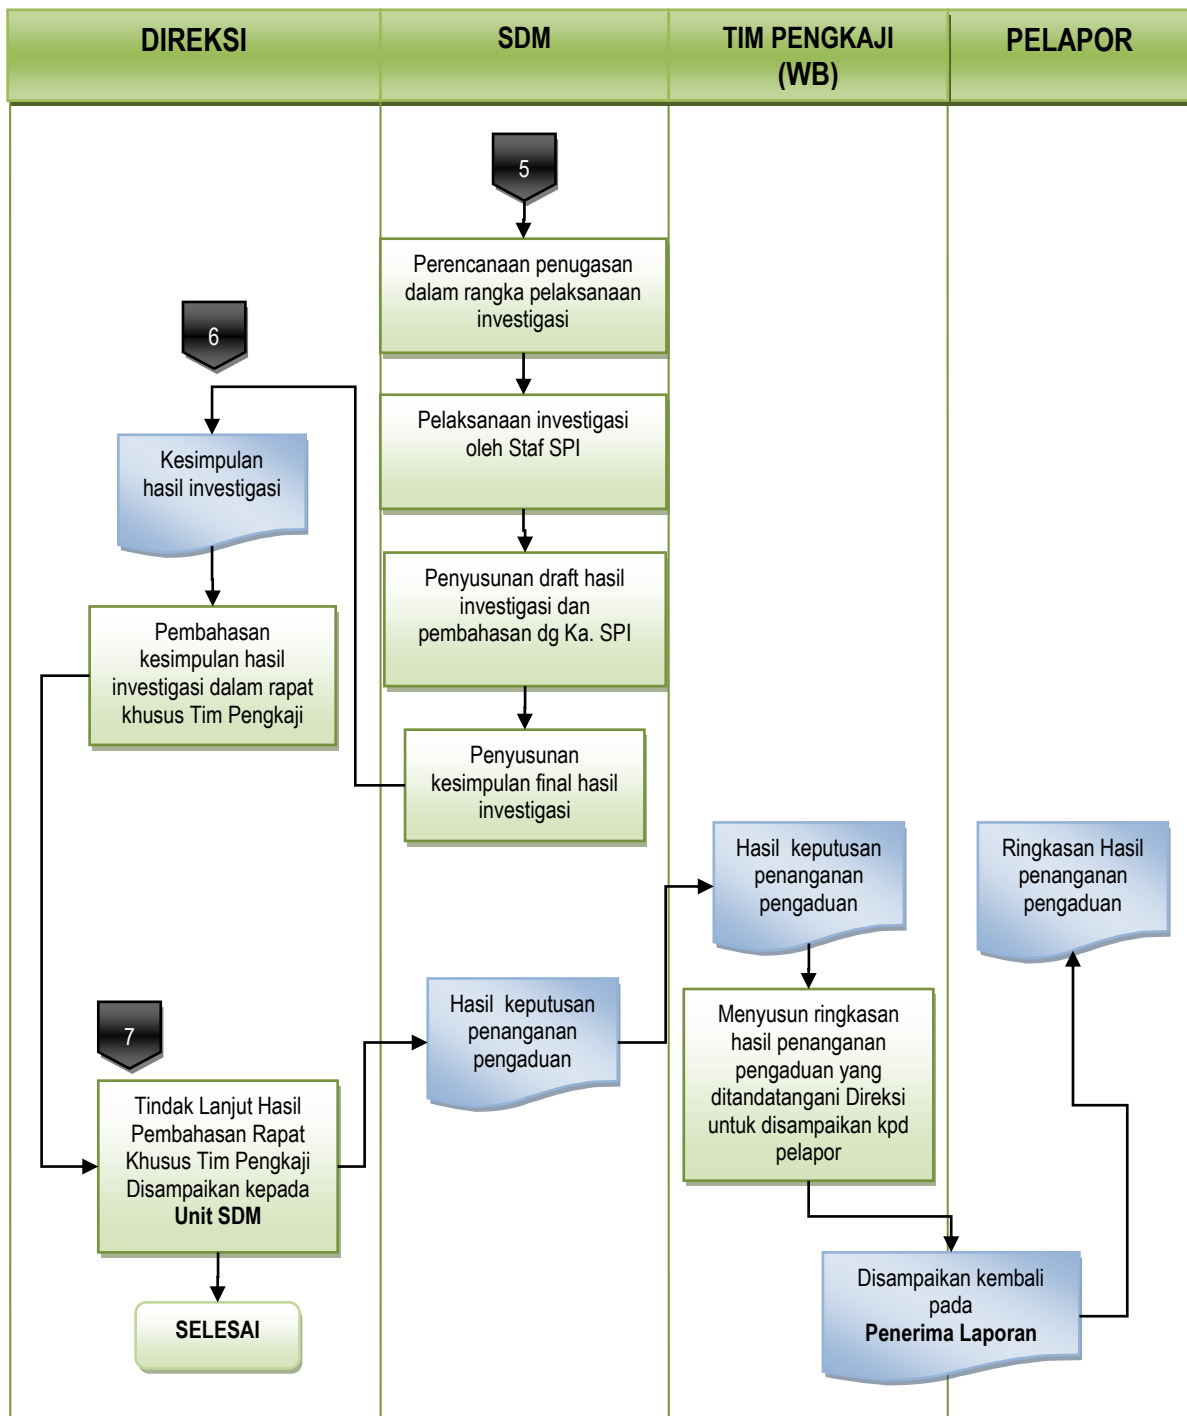 DIREKSI
SDM
TIM PENGKAJI
(WB)
PELAPOR
5
Perencanaan penugasan
dalam rangka pelaksanaan
investigasi
6
Pelaksanaan investigasi
oleh Staf SPI
Kesimpulan
hasil investigasi
Penyusunan draft hasil
investigasi dan
pembahasan dg Ka. SPI
Pembahasan
kesimpulan hasil
investigasi dalam rapat
khusus Tim Pengkaji
Penyusunan
kesimpulan final hasil
investigasi
Hasil keputusan
penanganan
pengaduan
Ringkasan Hasil
penanganan
pengaduan
7
Hasil keputusan
penanganan
pengaduan
Menyusun ringkasan
hasil penanganan
pengaduan yang
ditandatangani Direksi
untuk disampaikan kpd
pelapor
Tindak Lanjut Hasil
Pembahasan Rapat
Khusus Tim Pengkaji
Disampaikan kepada
Unit SDM
Disampaikan kembali
pada
Penerima Laporan
SELESAI